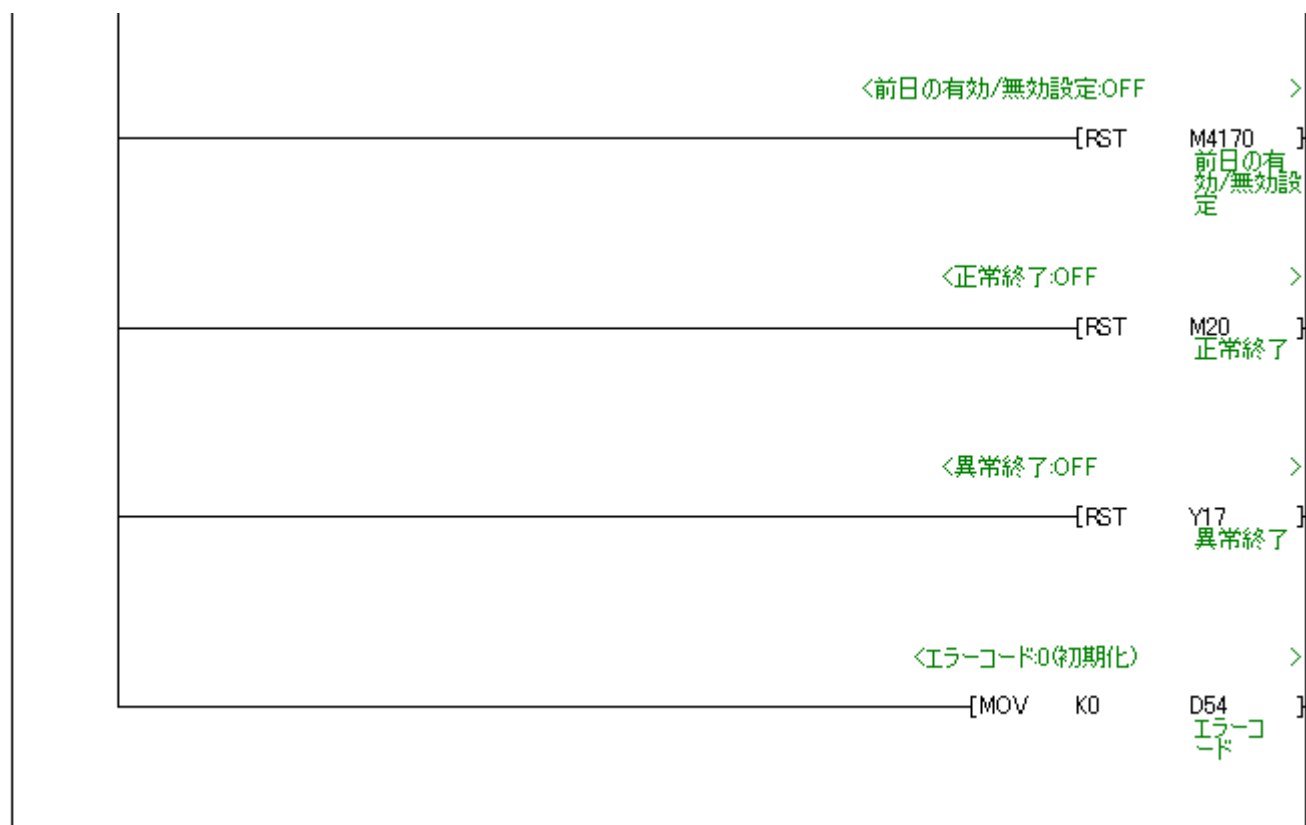 <前日の有効/無効設定:OFF >
[RST M4170 ]
前日の有
効/無効設
定
<正常終了:OFF >
[RST M20 ]
正常終了
<異常終了:OFF >
[RST Y17 ]
異常終了
<エラーコード:0(初期化) >
[MOV K0 D54 ]
エラーコ
ード